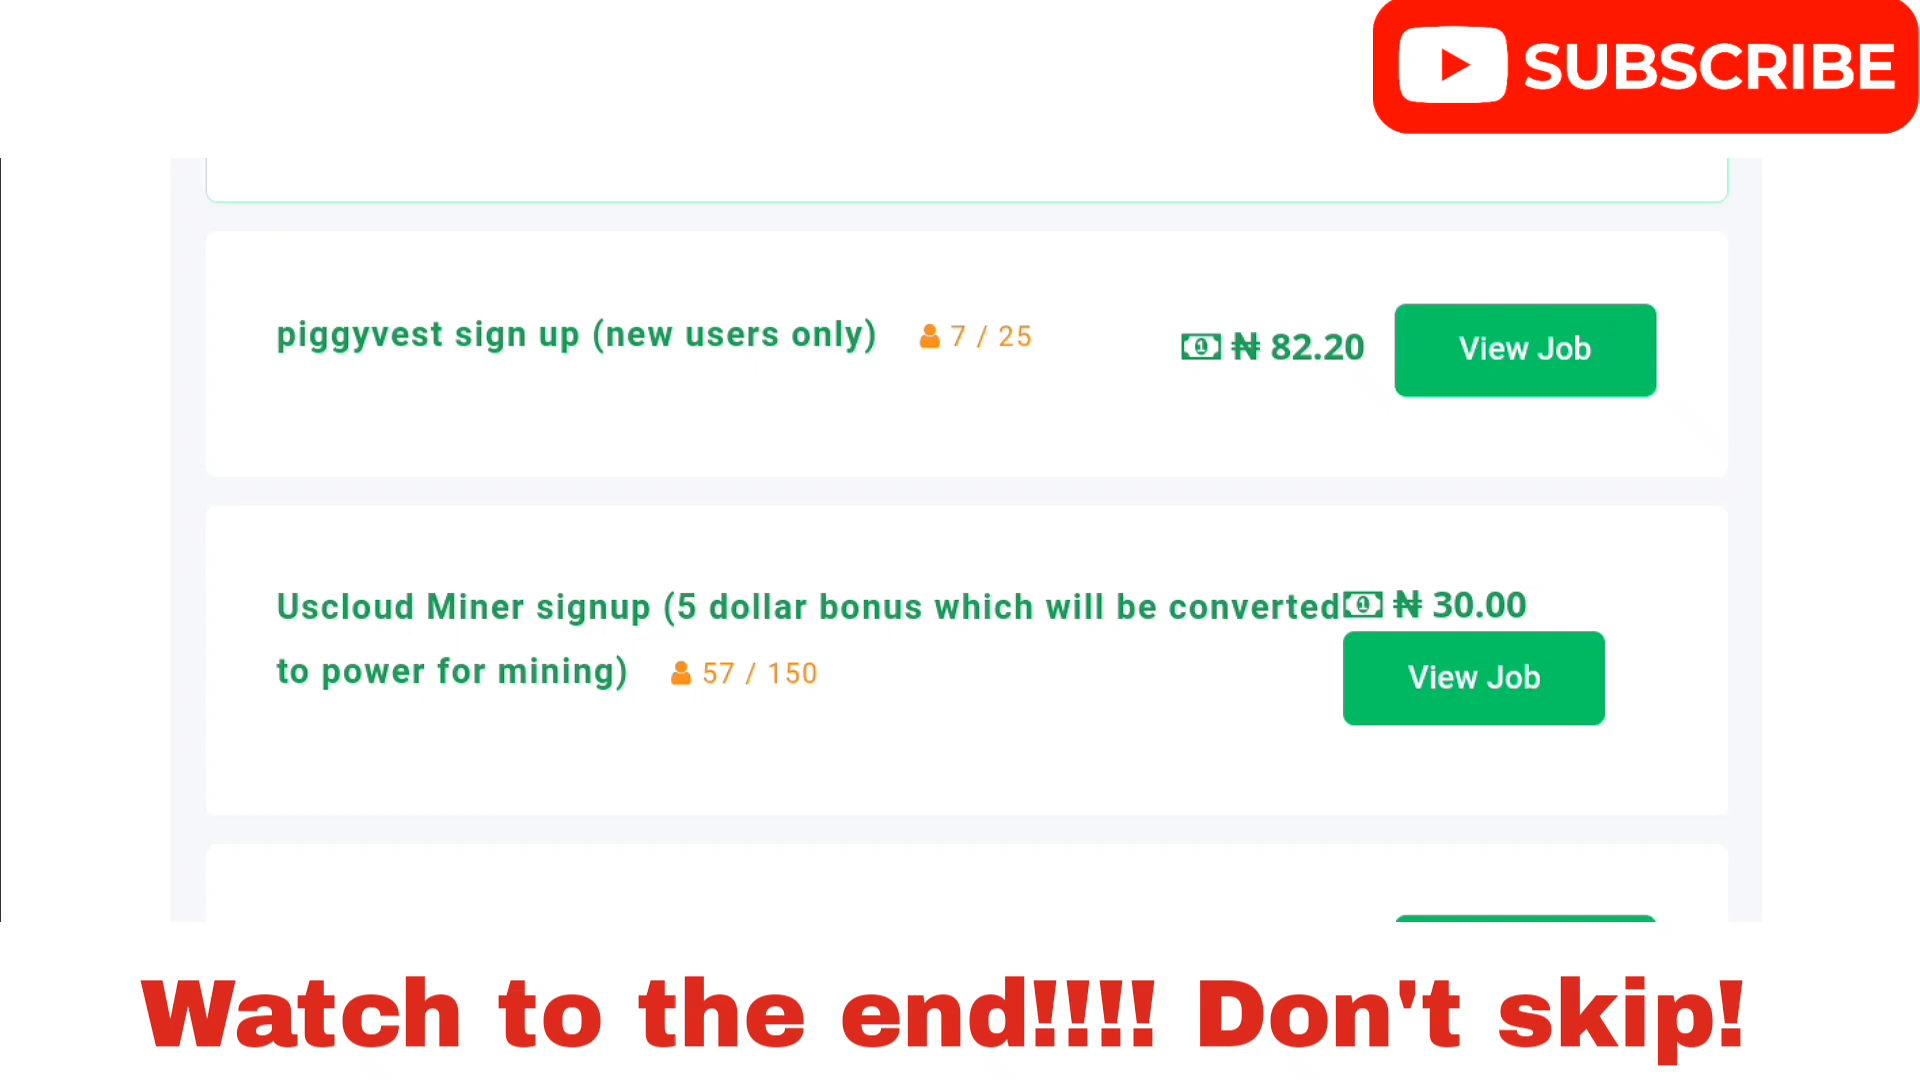 SUBSCRIBE
piggyvest sign up (new users only) 7 / 25 ₦ 82.20 View Job
Uscloud Miner signup (5 dollar bonus which will be converted ₦ 30.00
to power for mining) 57 / 150 View Job
Watch to the end!!!! Don't skip!